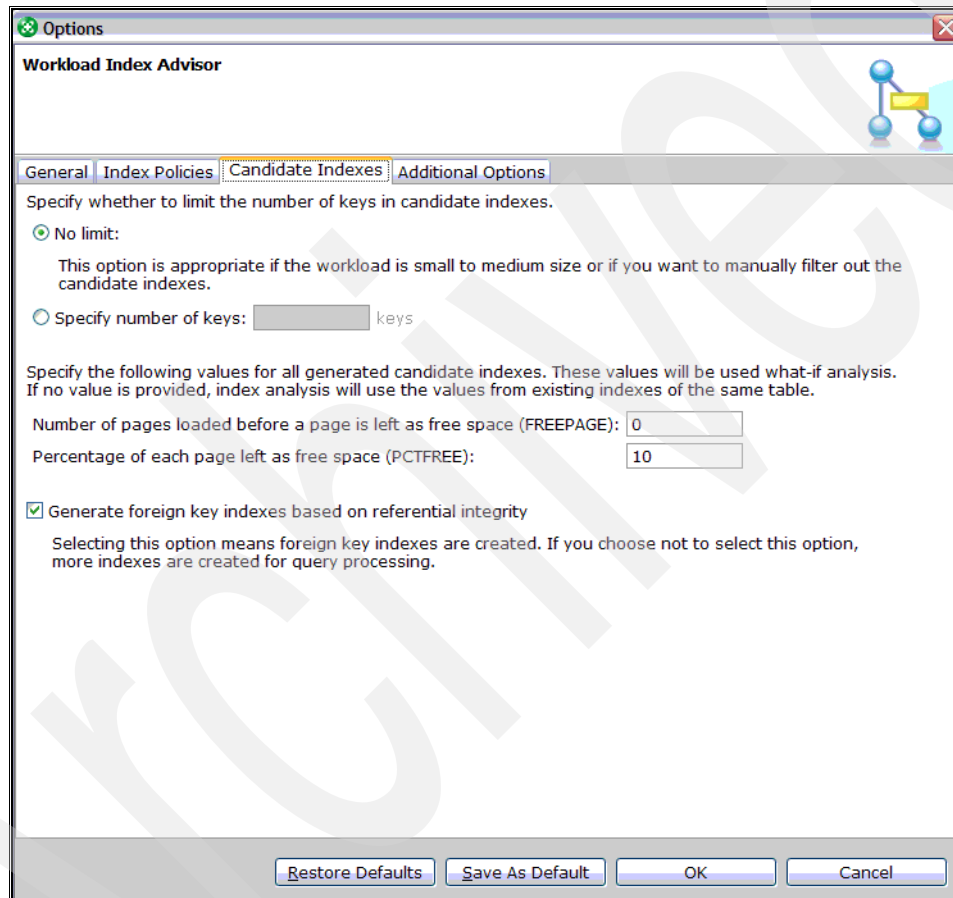 Options
Workload Index Advisor
General Index Policies Candidate Indexes Additional Options
Specify whether to limit the number of keys in candidate indexes.
No limit:
This option is appropriate if the workload is small to medium size or if you want to manually filter out the
candidate indexes.
Specify number of keys: keys
Specify the following values for all generated candidate indexes. These values will be used what-if analysis.
If no value is provided, index analysis will use the values from existing indexes of the same table.
Number of pages loaded before a page is left as free space (FREEPAGE): 0
Percentage of each page left as free space (PCTFREE): 10
Generate foreign key indexes based on referential integrity
Selecting this option means foreign key indexes are created. If you choose not to select this option,
more indexes are created for query processing.
Restore Defaults Save As Default OK Cancel